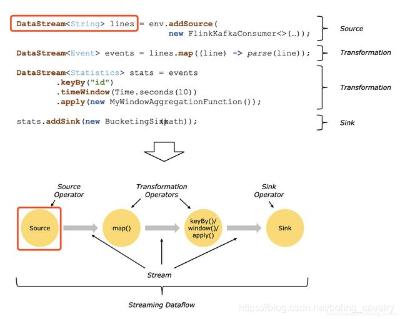 DataStream<String> lines = env.addSource(
new FlinkKafkaConsumer<>(…));
Source
DataStream<Event> events = lines.map((line) -> parse(line));
Transformation
DataStream<Statistics> stats = events
.keyBy("id")
.timeWindow(Time.seconds(10))
.apply(new MyWindowAggregationFunction());
Transformation
stats.addSink(new BucketingSink(path));
Sink
Source
Operator
Transformation
Operators
Sink
Operator
Source
map()
keyBy()/
window()/
apply()
Sink
Stream
Streaming Dataflow
https://blog.csdn.net/boling_cavalry